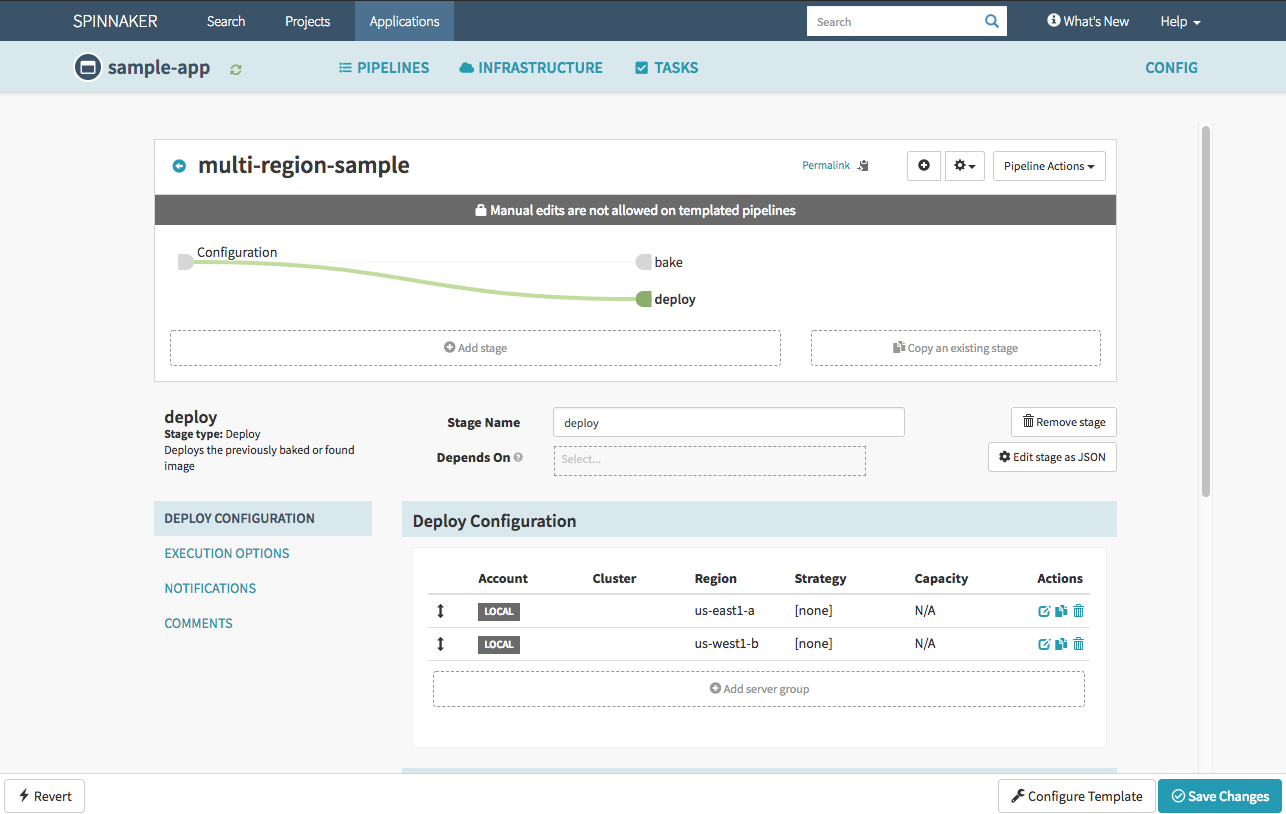 SPINNAKER Search Projects Applications Search What's New Help
sample-app PIPELINES INFRASTRUCTURE TASKS CONFIG
multi-region-sample Permalink Pipeline Actions
Manual edits are not allowed on templated pipelines
Configuration
bake
deploy
Add stage Copy an existing stage
deploy
Stage type: Deploy
Deploys the previously baked or found
image
Stage Name deploy Remove stage
Depends On Select... Edit stage as JSON
DEPLOY CONFIGURATION
EXECUTION OPTIONS
NOTIFICATIONS
COMMENTS
Deploy Configuration
Account Cluster Region Strategy Capacity Actions
LOCAL us-east1-a [none] N/A
LOCAL us-west1-b [none] N/A
Add server group
Revert Configure Template Save Changes